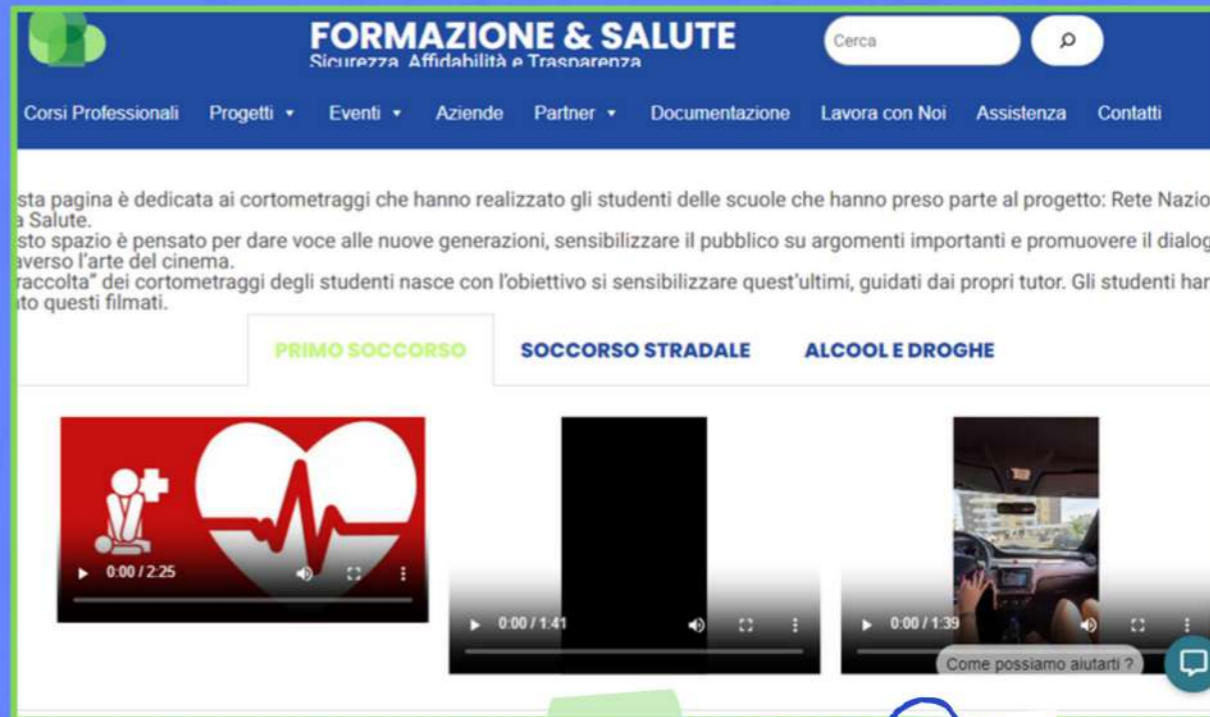 FORMAZIONE & SALUTE
Sicurezza Affidabilità e Trasparenza
Cerca
Corsi Professionali Progetti Eventi Aziende Partner Documentazione Lavora con Noi Assistenza Contatti
sta pagina è dedicata ai cortometraggi che hanno realizzato gli studenti delle scuole che hanno preso parte al progetto: Rete Nazio
a Salute.
sto spazio è pensato per dare voce alle nuove generazioni, sensibilizzare il pubblico su argomenti importanti e promuovere il dialog
averso l'arte del cinema.
raccolta” dei cortometraggi degli studenti nasce con l'obiettivo si sensibilizzare quest'ultimi, guidati dai propri tutor. Gli studenti han
ato questi filmati.
PRIMO SOCCORSO SOCCORSO STRADALE ALCOOL E DROGHE
0:00 / 2:25
0:00 / 1:41
0:00 / 1:39
Come possiamo aiutarti ?